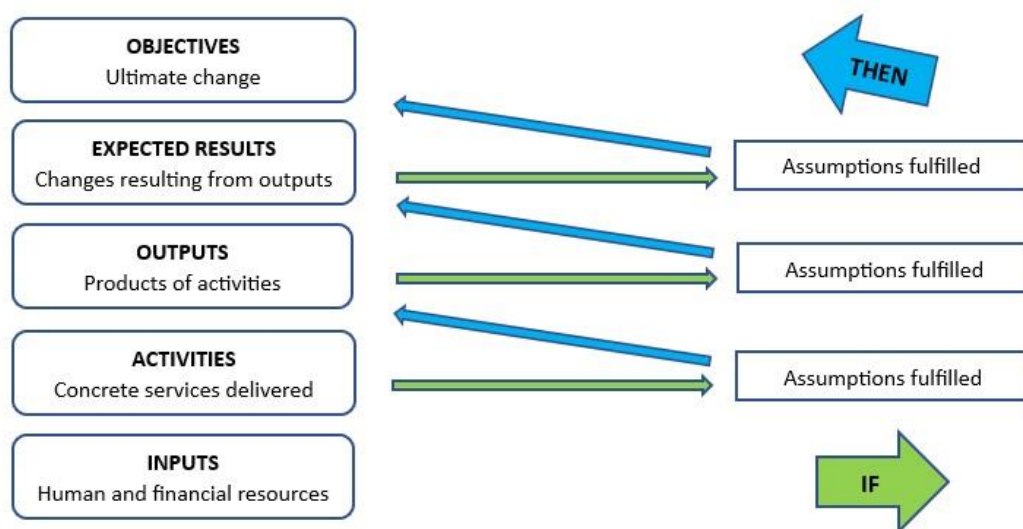 OBJECTIVES
Ultimate change
THEN
EXPECTED RESULTS
Changes resulting from outputs
Assumptions fulfilled
OUTPUTS
Products of activities
Assumptions fulfilled
ACTIVITIES
Concrete services delivered
Assumptions fulfilled
INPUTS
Human and financial resources
IF